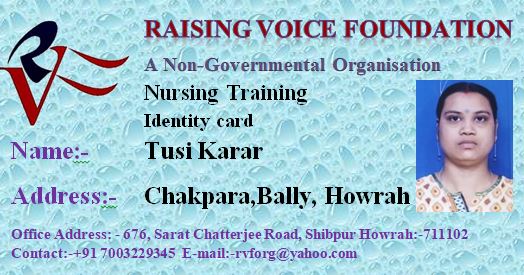 RV
RAISING VOICE FOUNDATION
A Non-Governmental Organisation
Nursing Training
Identity card
Name:- Tusi Karar
Address:- Chakpara,Bally, Howrah
Office Address: - 676, Sarat Chatterjee Road, Shibpur Howrah:-711102
Contact:-+91 7003229345 E-mail:-rvforg@yahoo.com